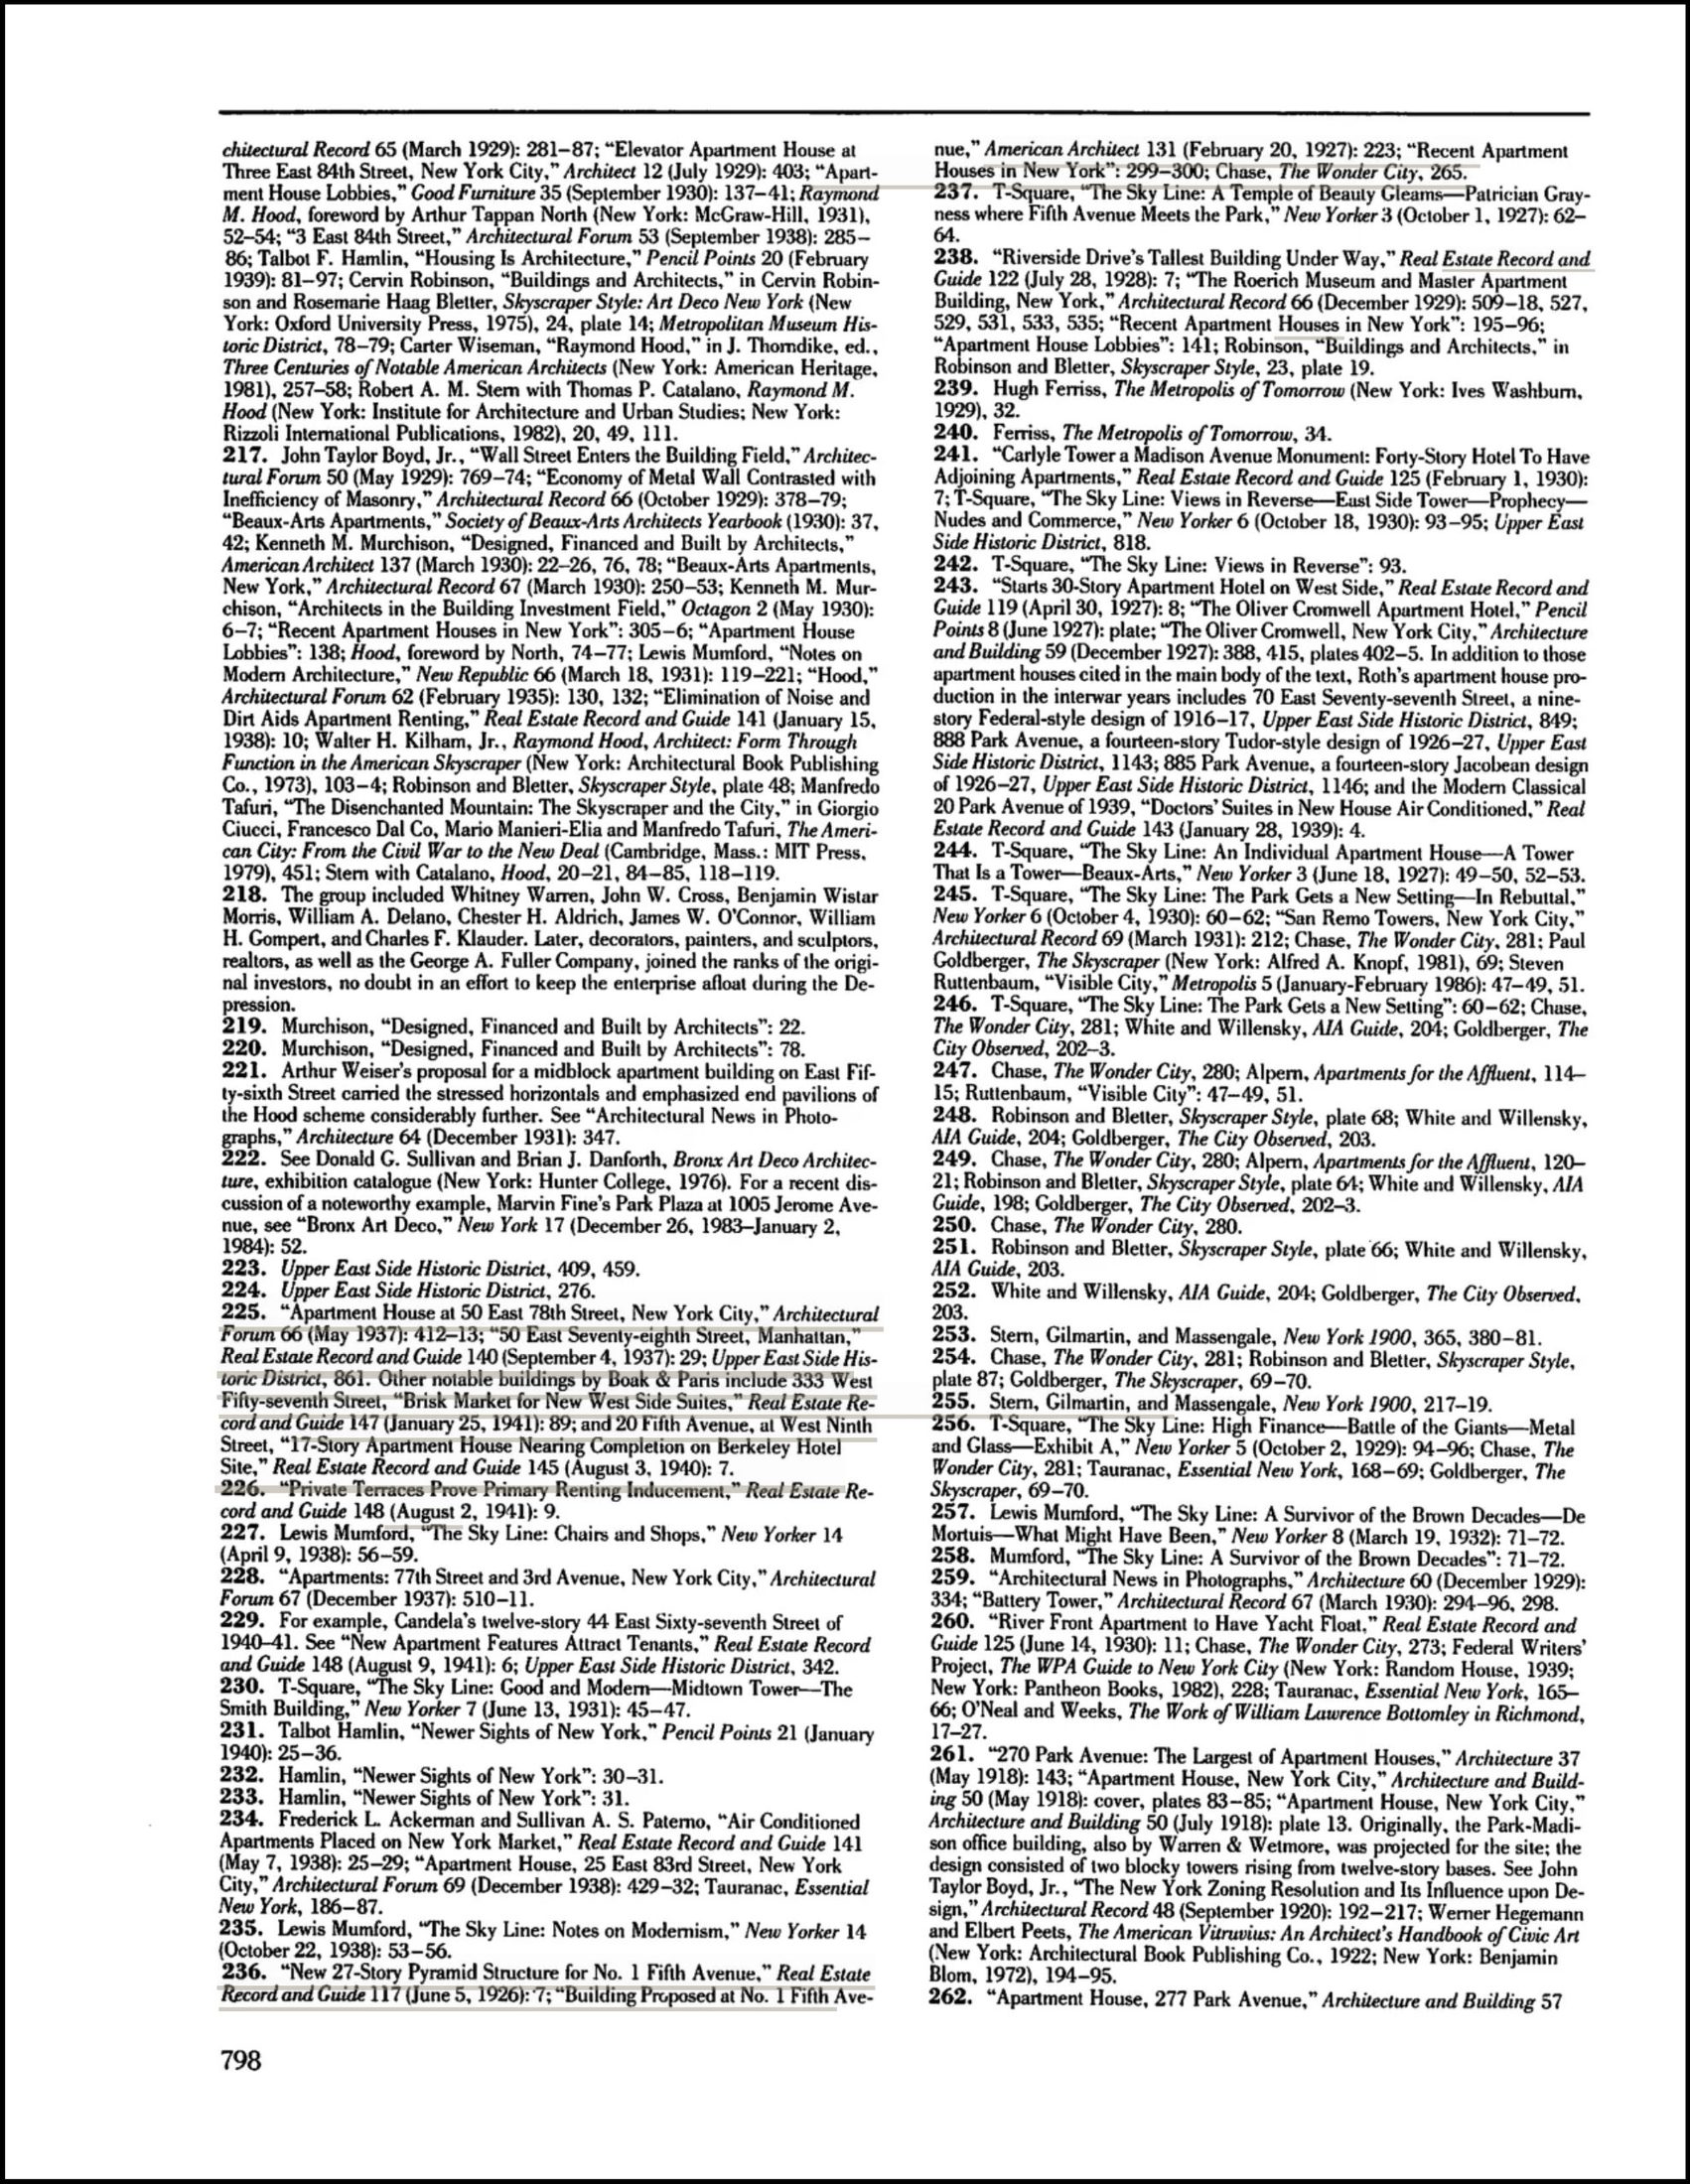 chitectural Record 65 (March 1929): 281–87; “Elevator Apartment House at
Three East 84th Street, New York City,” Architect 12 (July 1929): 403; “Apart-
ment House Lobbies,” Good Furniture 35 (September 1930): 137–41; Raymond
M. Hood, foreword by Arthur Tappan North (New York: McGraw-Hill, 1931),
52–54; “3 East 84th Street,” Architectural Forum 53 (September 1938): 285–
86; Talbot F. Hamlin, “Housing Is Architecture,” Pencil Points 20 (February
1939): 81–97; Cervin Robinson, “Buildings and Architects,” in Cervin Robin-
son and Rosemarie Haag Bletter, Skyscraper Style: Art Deco New York (New
York: Oxford University Press, 1975), 24, plate 14; Metropolitan Museum His-
toric District, 78–79; Carter Wiseman, “Raymond Hood,” in J. Thorndike, ed.,
Three Centuries of Notable American Architects (New York: American Heritage,
1981), 257–58; Robert A. M. Stern with Thomas P. Catalano, Raymond M.
Hood (New York: Institute for Architecture and Urban Studies; New York:
Rizzoli International Publications, 1982), 20, 49, 111.
217. John Taylor Boyd, Jr., “Wall Street Enters the Building Field,” Architec-
tural Forum 50 (May 1929): 769–74; “Economy of Metal Wall Contrasted with
Inefficiency of Masonry,” Architectural Record 66 (October 1929): 378–79;
“Beaux-Arts Apartments,” Society of Beaux-Arts Architects Yearbook (1930): 37,
42; Kenneth M. Murchison, “Designed, Financed and Built by Architects,”
American Architect 137 (March 1930): 22–26, 76, 78; “Beaux-Arts Apartments,
New York,” Architectural Record 67 (March 1930): 250–53; Kenneth M. Mur-
chison, “Architects in the Building Investment Field,” Octagon 2 (May 1930):
6–7; “Recent Apartment Houses in New York”: 305–6; “Apartment House
Lobbies”: 138; Hood, foreword by North, 74–77; Lewis Mumford, “Notes on
Modern Architecture,” New Republic 66 (March 18, 1931): 119–221; “Hood,”
Architectural Forum 62 (February 1935): 130, 132; “Elimination of Noise and
Dirt Aids Apartment Renting,” Real Estate Record and Guide 141 (January 15,
1938): 10; Walter H. Kilham, Jr., Raymond Hood, Architect: Form Through
Function in the American Skyscraper (New York: Architectural Book Publishing
Co., 1973), 103–4; Robinson and Bletter, Skyscraper Style, plate 48; Manfredo
Tafuri, “The Disenchanted Mountain: The Skyscraper and the City,” in Giorgio
Ciucci, Francesco Dal Co, Mario Manieri-Elia and Manfredo Tafuri, The Ameri-
can City: From the Civil War to the New Deal (Cambridge, Mass.: MIT Press,
1979), 451; Stern with Catalano, Hood, 20–21, 84–85, 118–119.
218. The group included Whitney Warren, John W. Cross, Benjamin Wistar
Morris, William A. Delano, Chester H. Aldrich, James W. O'Connor, William
H. Gompert, and Charles F. Klauder. Later, decorators, painters, and sculptors,
realtors, as well as the George A. Fuller Company, joined the ranks of the origi-
nal investors, no doubt in an effort to keep the enterprise afloat during the De-
pression.
219. Murchison, “Designed, Financed and Built by Architects”: 22.
220. Murchison, “Designed, Financed and Built by Architects”: 78.
221. Arthur Weiser's proposal for a midblock apartment building on East Fif-
ty-sixth Street carried the stressed horizontals and emphasized end pavilions of
the Hood scheme considerably further. See “Architectural News in Photo-
graphs,” Architecture 64 (December 1931): 347.
222. See Donald G. Sullivan and Brian J. Danforth, Bronx Art Deco Architec-
ture, exhibition catalogue (New York: Hunter College, 1976). For a recent dis-
cussion of a noteworthy example, Marvin Fine's Park Plaza at 1005 Jerome Ave-
nue, see “Bronx Art Deco,” New York 17 (December 26, 1983–January 2,
1984): 52.
223. Upper East Side Historic District, 409, 459.
224. Upper East Side Historic District, 276.
225. “Apartment House at 50 East 78th Street, New York City,” Architectural
Forum 66 (May 1937): 412–13; “50 East Seventy-eighth Street, Manhattan,”
Real Estate Record and Guide 140 (September 4, 1937): 29; Upper East Side His-
toric District, 861. Other notable buildings by Boak & Paris include 333 West
Fifty-seventh Street, “Brisk Market for New West Side Suites,” Real Estate Re-
cord and Guide 147 (January 25, 1941): 89; and 20 Fifth Avenue, at West Ninth
Street, “17-Story Apartment House Nearing Completion on Berkeley Hotel
Site,” Real Estate Record and Guide 145 (August 3, 1940): 7.
226. “Private Terraces Prove Primary Renting Inducement,” Real Estate Re-
cord and Guide 148 (August 2, 1941): 9.
227. Lewis Mumford, “The Sky Line: Chairs and Shops,” New Yorker 14
(April 9, 1938): 56–59.
228. “Apartments: 77th Street and 3rd Avenue, New York City,” Architectural
Forum 67 (December 1937): 510–11.
229. For example, Candela's twelve-story 44 East Sixty-seventh Street of
1940–41. See “New Apartment Features Attract Tenants,” Real Estate Record
and Guide 148 (August 9, 1941): 6; Upper East Side Historic District, 342.
230. T-Square, “The Sky Line: Good and Modern—Midtown Tower—The
Smith Building,” New Yorker 7 (June 13, 1931): 45–47.
231. Talbot Hamlin, “Newer Sights of New York,” Pencil Points 21 (January
1940): 25–36.
232. Hamlin, “Newer Sights of New York”: 30–31.
233. Hamlin, “Newer Sights of New York”: 31.
234. Frederick L. Ackerman and Sullivan A. S. Paterno, “Air Conditioned
Apartments Placed on New York Market,” Real Estate Record and Guide 141
(May 7, 1938): 25–29; “Apartment House, 25 East 83rd Street, New York
City,” Architectural Forum 69 (December 1938): 429–32; Tauranac, Essential
New York, 186–87.
235. Lewis Mumford, “The Sky Line: Notes on Modernism,” New Yorker 14
(October 22, 1938): 53–56.
236. “New 27-Story Pyramid Structure for No. 1 Fifth Avenue,” Real Estate
Record and Guide 117 (June 5, 1926): 7; “Building Proposed at No. 1 Fifth Ave-
nue,” American Architect 131 (February 20, 1927): 223; “Recent Apartment
Houses in New York”: 299–300; Chase, The Wonder City, 265.
237. T-Square, “The Sky Line: A Temple of Beauty Gleams—Patrician Gray-
ness where Fifth Avenue Meets the Park,” New Yorker 3 (October 1, 1927): 62–
64.
238. “Riverside Drive's Tallest Building Under Way,” Real Estate Record and
Guide 122 (July 28, 1928): 7; “The Roerich Museum and Master Apartment
Building, New York,” Architectural Record 66 (December 1929): 509–18, 527,
529, 531, 533, 535; “Recent Apartment Houses in New York”: 195–96;
“Apartment House Lobbies”: 141; Robinson, “Buildings and Architects,” in
Robinson and Bletter, Skyscraper Style, 23, plate 19.
239. Hugh Ferriss, The Metropolis of Tomorrow (New York: Ives Washburn,
1929), 32.
240. Ferriss, The Metropolis of Tomorrow, 34.
241. “Carlyle Tower a Madison Avenue Monument: Forty-Story Hotel To Have
Adjoining Apartments,” Real Estate Record and Guide 125 (February 1, 1930):
7; T-Square, “The Sky Line: Views in Reverse—East Side Tower—Prophecy—
Nudes and Commerce,” New Yorker 6 (October 18, 1930): 93–95; Upper East
Side Historic District, 818.
242. T-Square, “The Sky Line: Views in Reverse”: 93.
243. “Starts 30-Story Apartment Hotel on West Side,” Real Estate Record and
Guide 119 (April 30, 1927): 8; “The Oliver Cromwell Apartment Hotel,” Pencil
Points 8 (June 1927): plate; “The Oliver Cromwell, New York City,” Architecture
and Building 59 (December 1927): 388, 415, plates 402–5. In addition to those
apartment houses cited in the main body of the text, Roth's apartment house pro-
duction in the interwar years includes 70 East Seventy-seventh Street, a nine-
story Federal-style design of 1916–17, Upper East Side Historic District, 849;
888 Park Avenue, a fourteen-story Tudor-style design of 1926–27, Upper East
Side Historic District, 1143; 885 Park Avenue, a fourteen-story Jacobean design
of 1926–27, Upper East Side Historic District, 1146; and the Modern Classical
20 Park Avenue of 1939, “Doctors' Suites in New House Air Conditioned,” Real
Estate Record and Guide 143 (January 28, 1939): 4.
244. T-Square, “The Sky Line: An Individual Apartment House—A Tower
That Is a Tower—Beaux-Arts,” New Yorker 3 (June 18, 1927): 49–50, 52–53.
245. T-Square, “The Sky Line: The Park Gets a New Setting—In Rebuttal,”
New Yorker 6 (October 4, 1930): 60–62; “San Remo Towers, New York City,”
Architectural Record 69 (March 1931): 212; Chase, The Wonder City, 281; Paul
Goldberger, The Skyscraper (New York: Alfred A. Knopf, 1981), 69; Steven
Ruttenbaum, “Visible City,” Metropolis 5 (January-February 1986): 47–49, 51.
246. T-Square, “The Sky Line: The Park Gets a New Setting”: 60–62; Chase,
The Wonder City, 281; White and Willensky, AIA Guide, 204; Goldberger, The
City Observed, 202–3.
247. Chase, The Wonder City, 280; Alpern, Apartments for the Affluent, 114–
15; Ruttenbaum, “Visible City”: 47–49, 51.
248. Robinson and Bletter, Skyscraper Style, plate 68; White and Willensky,
AIA Guide, 204; Goldberger, The City Observed, 203.
249. Chase, The Wonder City, 280; Alpern, Apartments for the Affluent, 120–
21; Robinson and Bletter, Skyscraper Style, plate 64; White and Willensky, AIA
Guide, 198; Goldberger, The City Observed, 202–3.
250. Chase, The Wonder City, 280.
251. Robinson and Bletter, Skyscraper Style, plate 66; White and Willensky,
AIA Guide, 203.
252. White and Willensky, AIA Guide, 204; Goldberger, The City Observed,
203.
253. Stern, Gilmartin, and Massengale, New York 1900, 365, 380–81.
254. Chase, The Wonder City, 281; Robinson and Bletter, Skyscraper Style,
plate 87; Goldberger, The Skyscraper, 69–70.
255. Stern, Gilmartin, and Massengale, New York 1900, 217–19.
256. T-Square, “The Sky Line: High Finance—Battle of the Giants—Metal
and Glass—Exhibit A,” New Yorker 5 (October 2, 1929): 94–96; Chase, The
Wonder City, 281; Tauranac, Essential New York, 168–69; Goldberger, The
Skyscraper, 69–70.
257. Lewis Mumford, “The Sky Line: A Survivor of the Brown Decades—De
Mortuis—What Might Have Been,” New Yorker 8 (March 19, 1932): 71–72.
258. Mumford, “The Sky Line: A Survivor of the Brown Decades”: 71–72.
259. “Architectural News in Photographs,” Architecture 60 (December 1929):
334; “Battery Tower,” Architectural Record 67 (March 1930): 294–96, 298.
260. “River Front Apartment to Have Yacht Float,” Real Estate Record and
Guide 125 (June 14, 1930): 11; Chase, The Wonder City, 273; Federal Writers'
Project, The WPA Guide to New York City (New York: Random House, 1939;
New York: Pantheon Books, 1982), 228; Tauranac, Essential New York, 165–
66; O'Neal and Weeks, The Work of William Lawrence Bottomley in Richmond,
17–27.
261. “270 Park Avenue: The Largest of Apartment Houses,” Architecture 37
(May 1918): 143; “Apartment House, New York City,” Architecture and Build-
ing 50 (May 1918): cover, plates 83–85; “Apartment House, New York City,”
Architecture and Building 50 (July 1918): plate 13. Originally, the Park-Madi-
son office building, also by Warren & Wetmore, was projected for the site; the
design consisted of two blocky towers rising from twelve-story bases. See John
Taylor Boyd, Jr., “The New York Zoning Resolution and Its Influence upon De-
sign,” Architectural Record 48 (September 1920): 192–217; Werner Hegemann
and Elbert Peets, The American Vitruvius: An Architect's Handbook of Civic Art
(New York: Architectural Book Publishing Co., 1922; New York: Benjamin
Blom, 1972), 194–95.
262. “Apartment House, 277 Park Avenue,” Architecture and Building 57
798